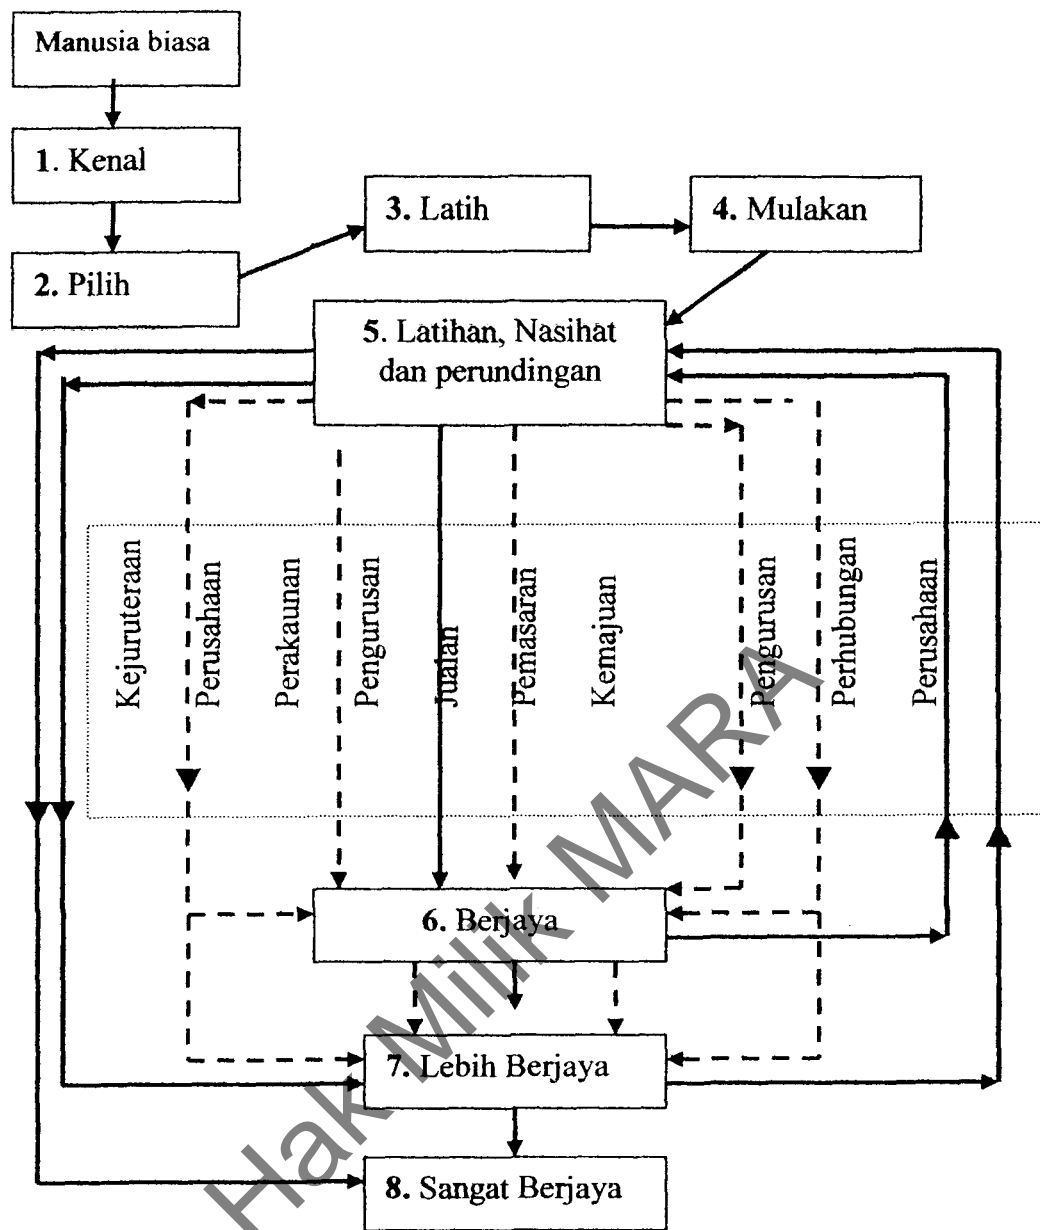 Manusia biasa
1. Kenal
2. Pilih
3. Latih
4. Mulakan
5. Latihan, Nasihat
dan perundingan
Kejuruteraan
Perusahaan
Perakaunan
Pengurusan
Jualan
Pemasaran
Kemajuan
Pengurusan
Perhubungan
Perusahaan
6. Berjaya
7. Lebih Berjaya
8. Sangat Berjaya
Hak Milik MARA